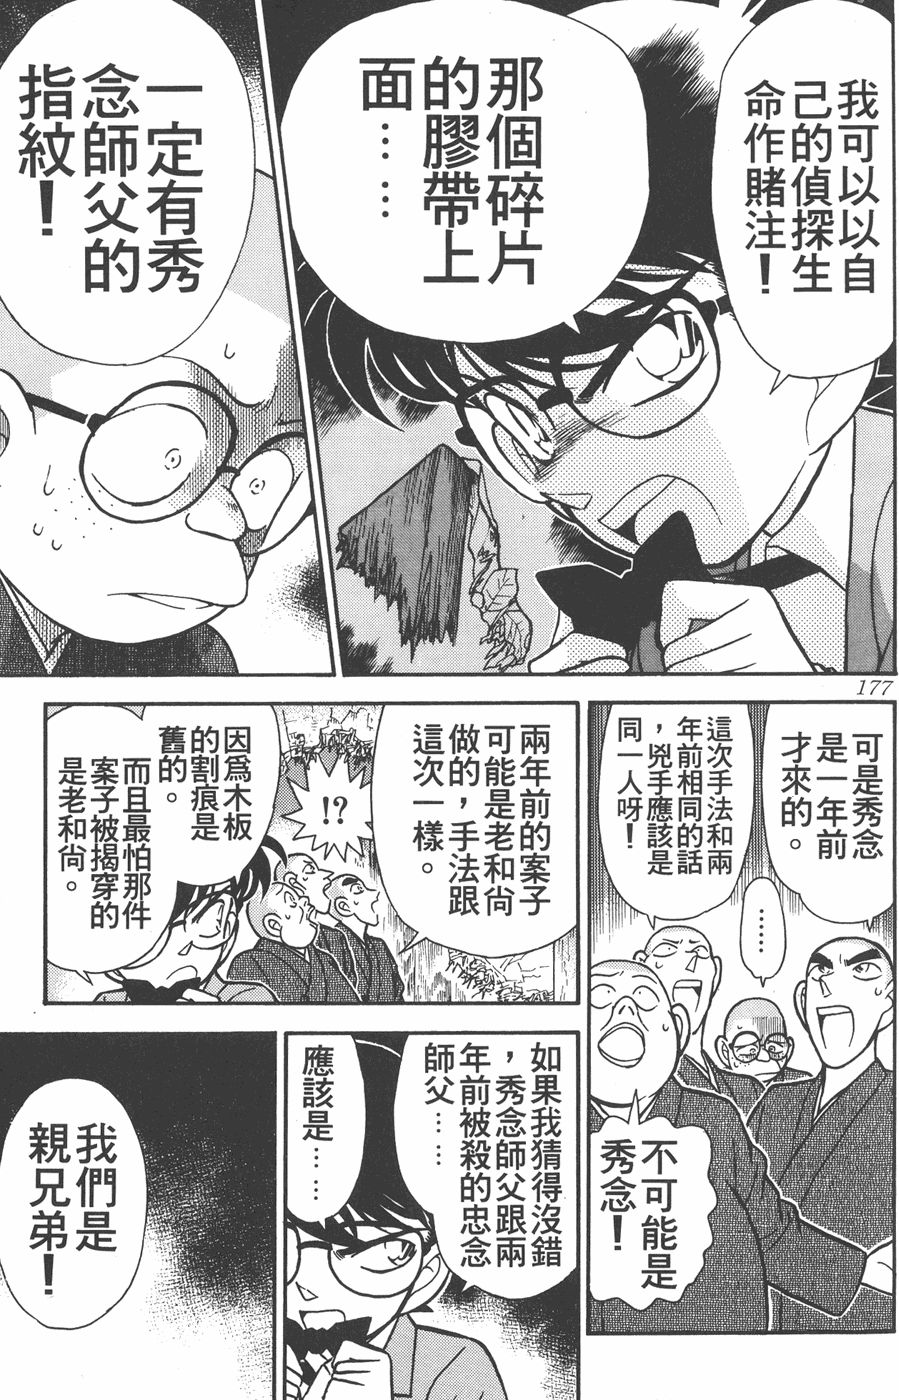 我可以以自
己的偵探生
命作賭注！
那個碎片
的膠帶上
面……
一定有秀
念師父的
指紋！
177
可是秀念
是一年前
才來的。
這次手法和兩
年前相同的話
，兇手應該是
同一人呀！
……
不可能是
秀念！
兩年前的案子
可能是老和尚
做的，手法跟
這次一樣。
!?
因爲木板
的割痕是
舊的。
而且最怕那件
案子被揭穿的
是老和尚。
如果我猜得沒錯
，秀念師父跟兩
年前被殺的忠念
師父……
應該是……
我們是
親兄弟！